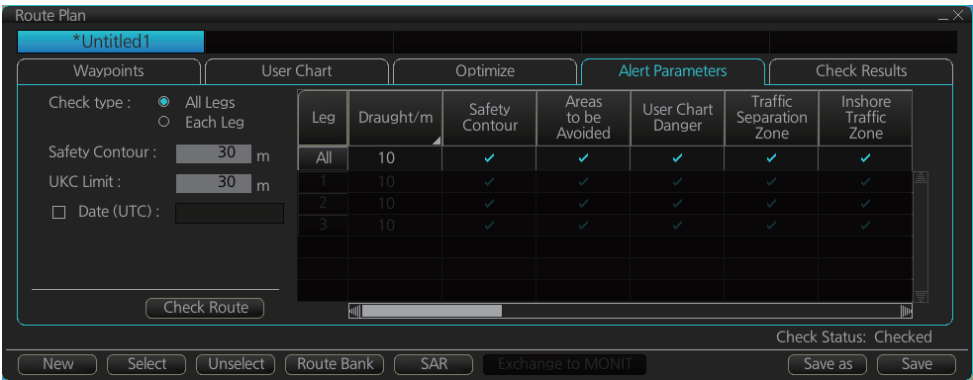 Route Plan
*Untitled1
Waypoints User Chart Optimize Alert Parameters Check Results
Check type : All Legs
Each Leg
Safety Contour : 30 m
UKC Limit : 30 m
Date (UTC) :
Check Route
Leg Draught/m Safety Contour Areas to be Avoided User Chart Danger Traffic Separation Zone Inshore Traffic Zone
All 10 ✓ ✓ ✓ ✓ ✓
1 10 ✓ ✓ ✓ ✓ ✓
2 10 ✓ ✓ ✓ ✓ ✓
3 10 ✓ ✓ ✓ ✓ ✓
Check Status: Checked
New Select Unselect Route Bank SAR Exchange to MONIT Save as Save